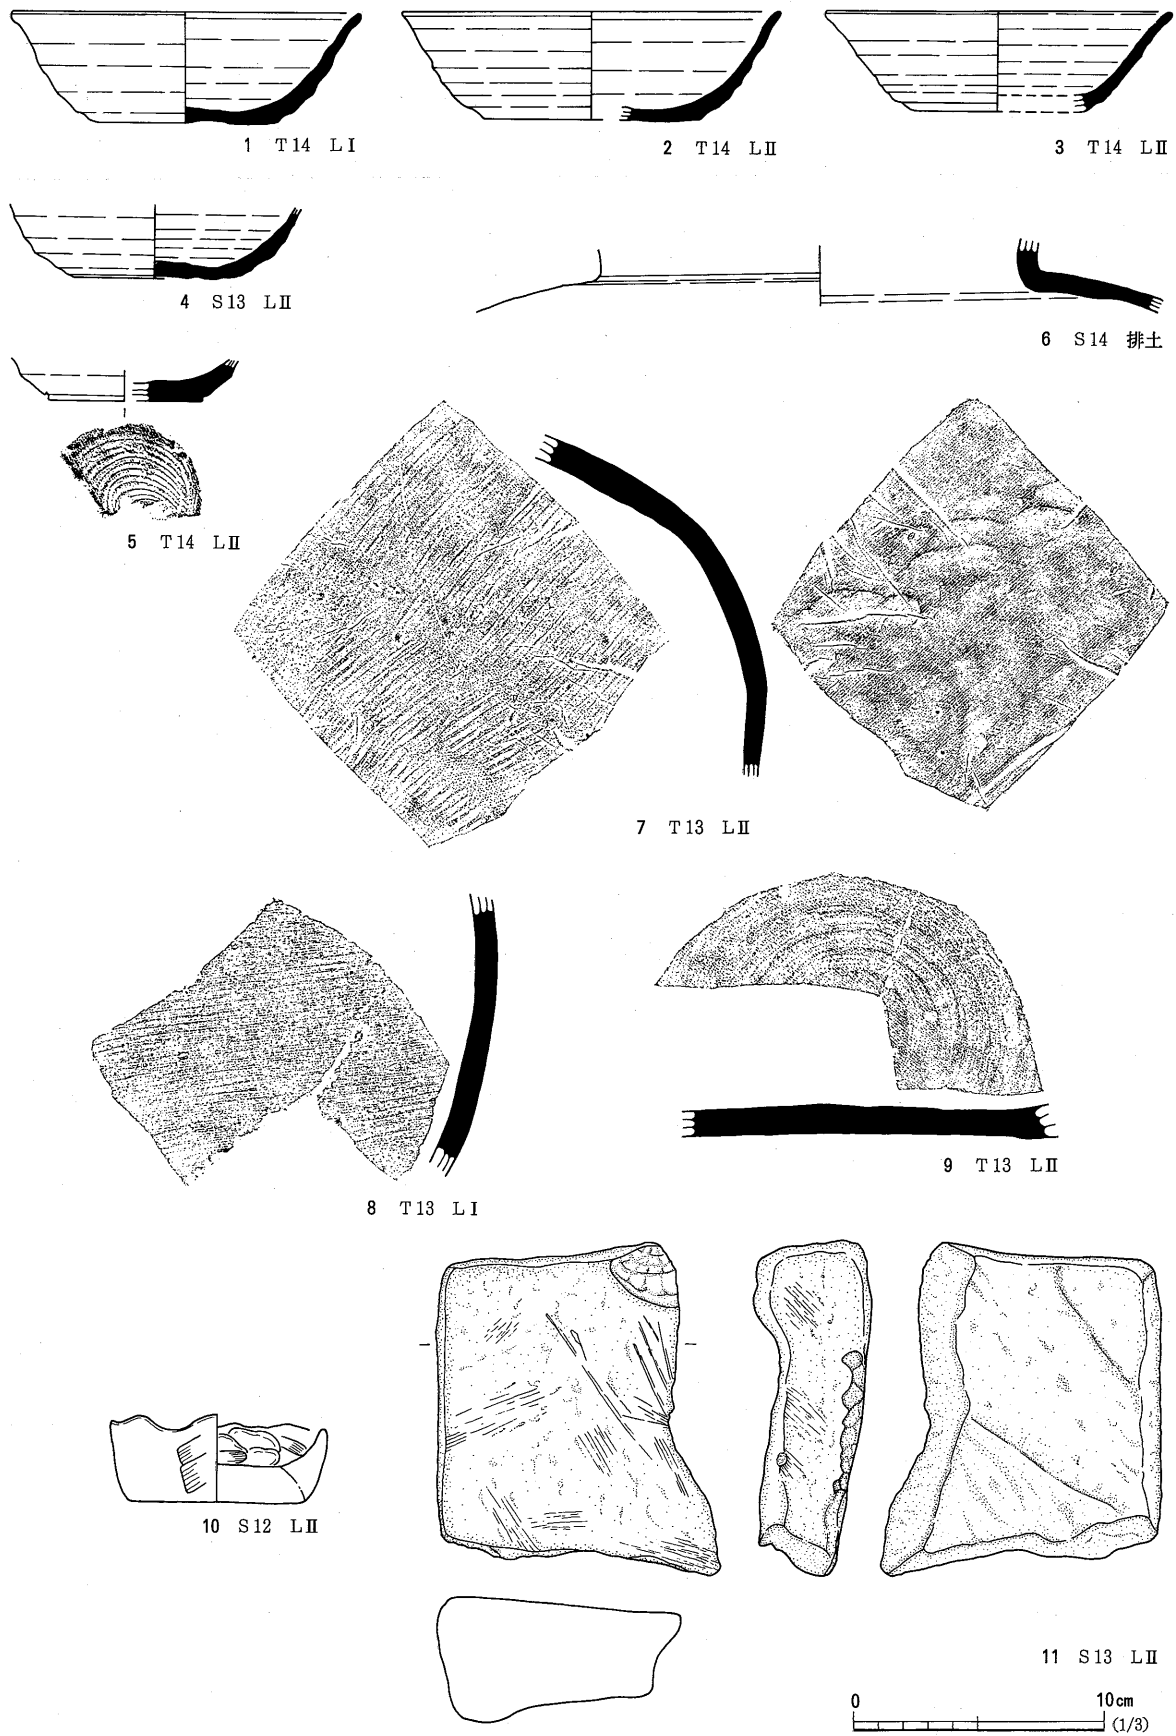 1 T14 LⅠ
2 T14 LⅡ
3 T14 LⅡ
4 S13 LⅡ
6 S14 排土
5 T14 LⅡ
7 T13 LⅡ
8 T13 LⅠ
9 T13 LⅡ
10 S12 LⅡ
11 S13 LⅡ
0 10cm
(1/3)